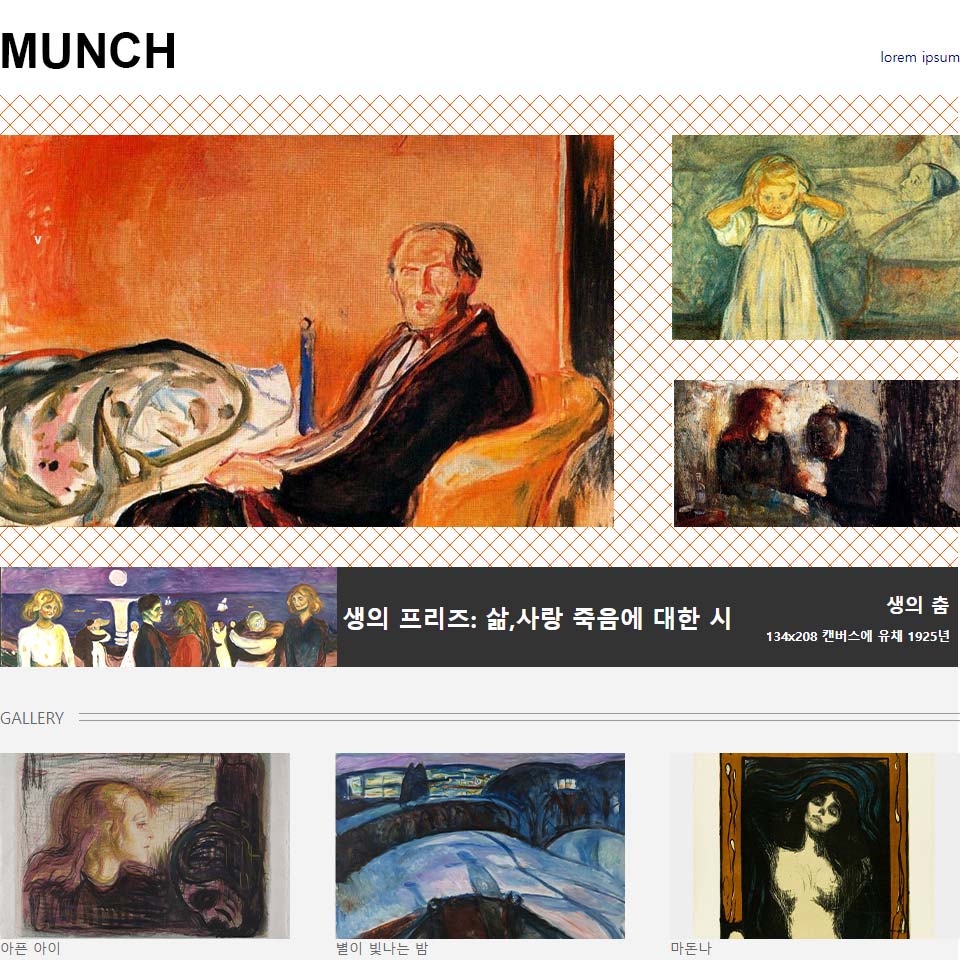 MUNCH
lorem ipsum
v
생의 프리즈: 삶,사랑 죽음에 대한 시
생의 춤
134x208 캔버스에 유채 1925년
GALLERY
아픈 아이
별이 빛나는 밤
마돈나